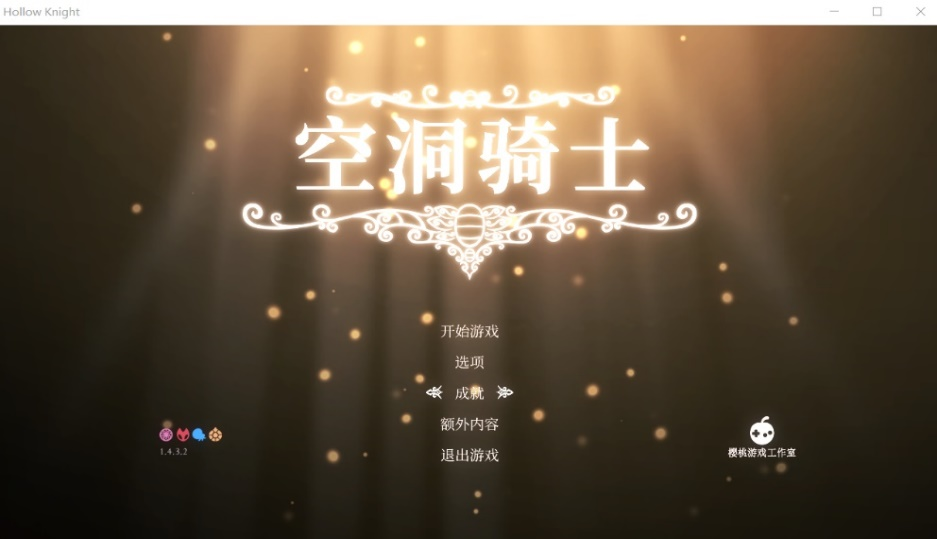 Hollow Knight
空洞骑士
开始游戏
选项
成就
额外内容
退出游戏
1.4.3.2
樱桃游戏工作室